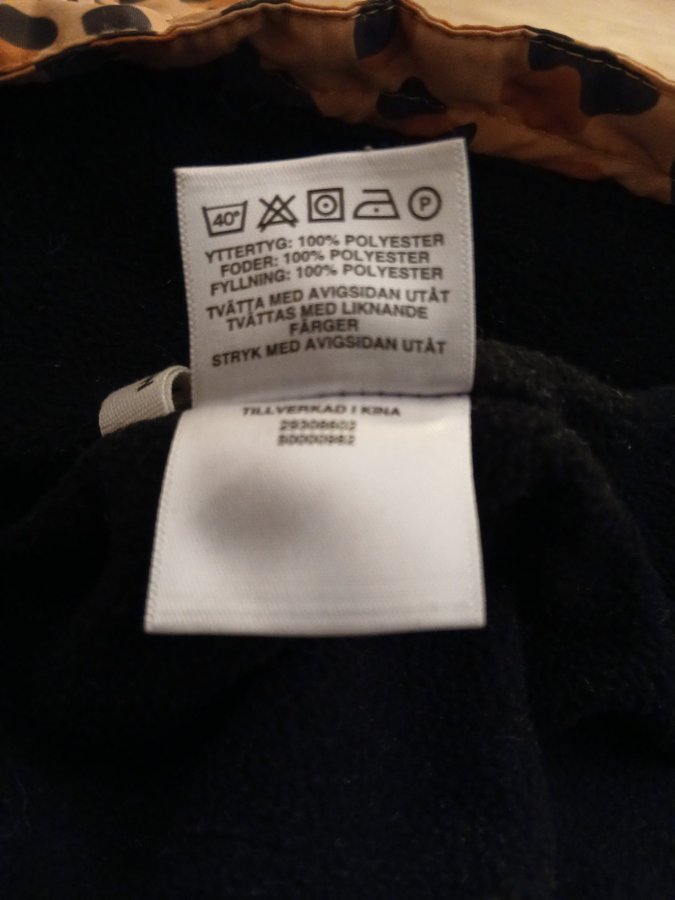 40°
P
YTTERTYG: 100% POLYESTER
FODER: 100% POLYESTER
FYLLNING: 100% POLYESTER
TVÄTTA MED AVIGSIDAN UTÅT
TVÄTTAS MED LIKNANDE
FÄRGER
STRYK MED AVIGSIDAN UTÅT
TILLVERKAD I KINA